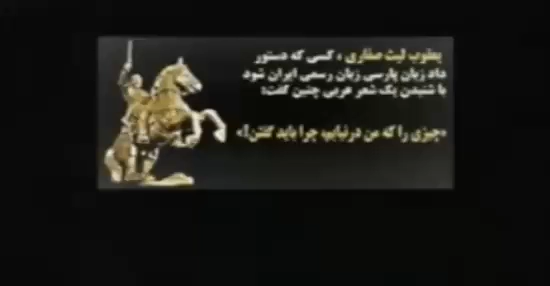 یعقوب لیث صفاری ، کسی که دستور
داد زبان پارسی زبان رسمی ایران شود
با شنیدن یک شعر عربی چنین گفت:
«چیزی را که من درنیابم، چرا باید گفتن!»